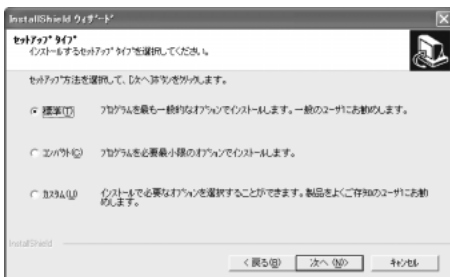 InstallShield ウィザード
セットアップ タイプ
インストールするセットアップ タイプを選択してください。
セットアップ方法を選択して、[次へ]ボタンをクリックします。
標準(T)
プログラムを最も一般的なオプションでインストールします。一般のユーザにお勧めします。
コンパクト(C)
プログラムを必要最小限のオプションでインストールします。
カスタム(U)
インストールで必要なオプションを選択することができます。製品をよくご存知のユーザにお勧
めします。
InstallShield
< 戻る(B)
次へ (N)>
キャンセル